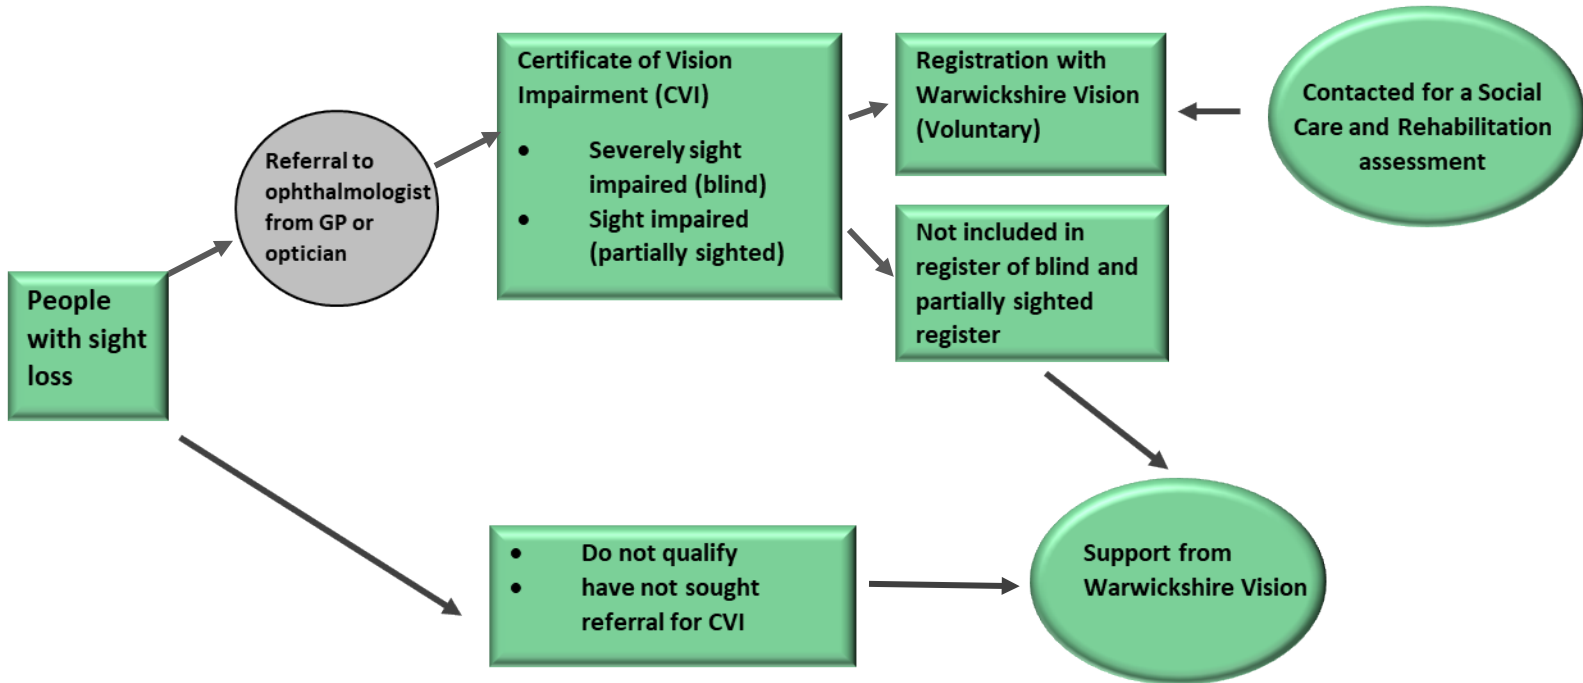 People
with sight
loss
Referral to
ophthalmologist
from GP or
optician
Certificate of Vision
Impairment (CVI)
• Severely sight
impaired (blind)
• Sight impaired
(partially sighted)
Registration with
Warwickshire Vision
(Voluntary)
Contacted for a Social
Care and Rehabilitation
assessment
Not included in
register of blind and
partially sighted
register
• Do not qualify
• have not sought
referral for CVI
Support from
Warwickshire Vision